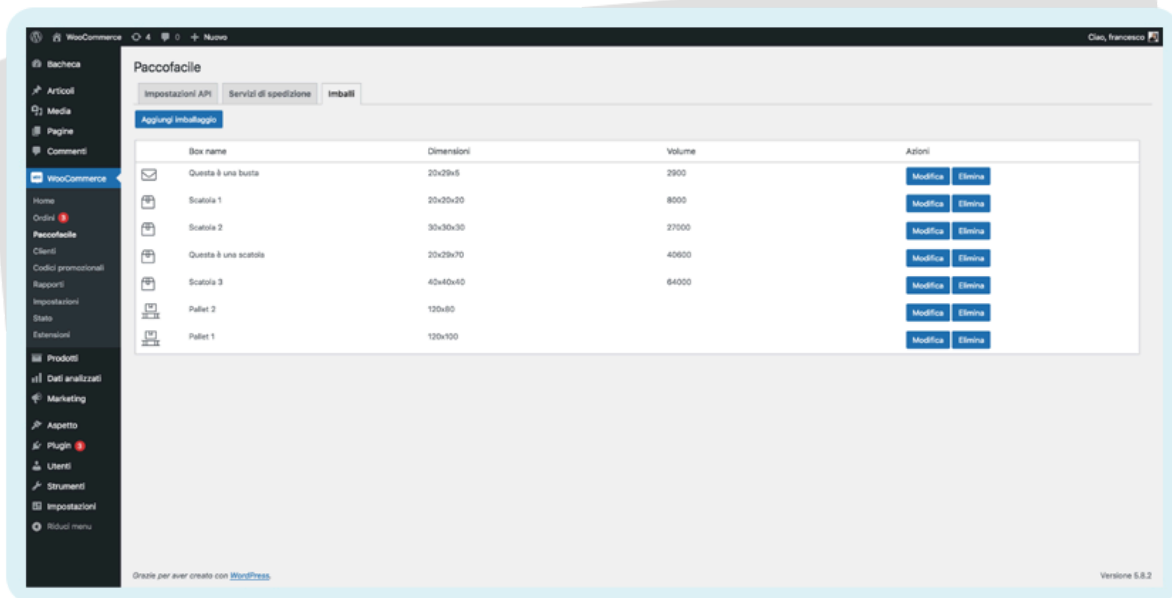 WooCommerce 4 0 + Nuovo Ciao, francesco
Bacheca
Articoli
Media
Pagine
Commenti
WooCommerce
Home
Ordini 3
Paccofacile
Clienti
Codici promozionali
Rapporti
Impostazioni
Stato
Estensioni
Prodotti
Dati analizzati
Marketing
Aspetto
Plugin 3
Utenti
Strumenti
Impostazioni
Riduci menu
Paccofacile
Impostazioni API Servizi di spedizione Imballi
Aggiungi imballaggio
Box name Dimensioni Volume Azioni
Questa è una busta 20x29x5 2900 Modifica Elimina
Scatola 1 20x20x20 8000 Modifica Elimina
Scatola 2 30x30x30 27000 Modifica Elimina
Questa è una scatola 20x29x70 40600 Modifica Elimina
Scatola 3 40x40x40 64000 Modifica Elimina
Pallet 2 120x80 Modifica Elimina
Pallet 1 120x100 Modifica Elimina
Grazie per aver creato con WordPress. Versione 5.8.2